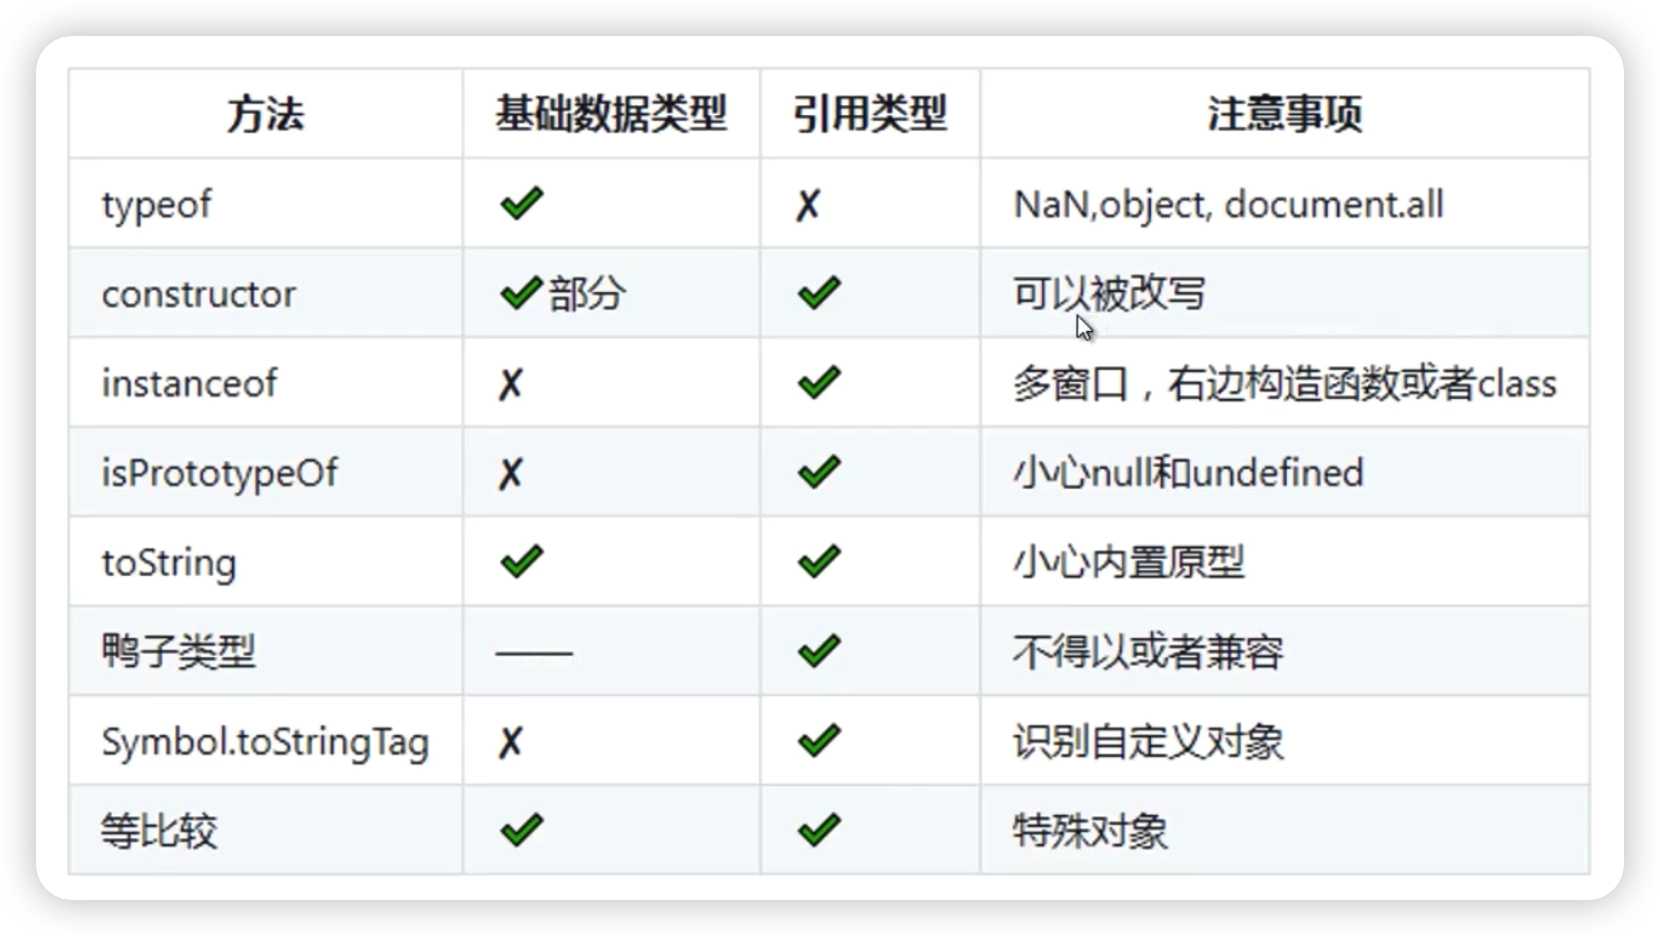 方法 基础数据类型 引用类型 注意事项
typeof ✔ ✗ NaN,object, document.all
constructor ✔部分 ✔ 可以被改写
instanceof ✗ ✔ 多窗口，右边构造函数或者class
isPrototypeOf ✗ ✔ 小心null和undefined
toString ✔ ✔ 小心内置原型
鸭子类型 —— ✔ 不得以或者兼容
Symbol.toStringTag ✗ ✔ 识别自定义对象
等比较 ✔ ✔ 特殊对象